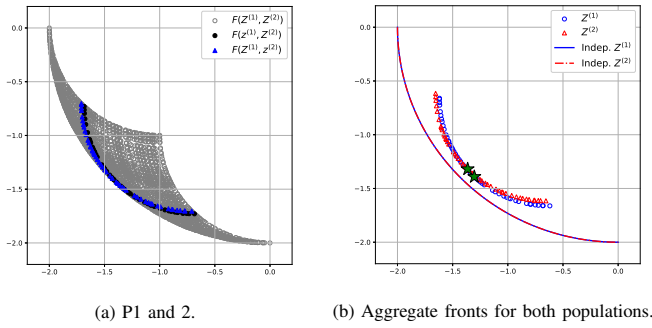 0.0
−0.5
−1.0
−1.5
−2.0
−2.0 −1.5 −1.0 −0.5 0.0
F(Z^(1), Z^(2))
F(z^(1), Z^(2))
F(Z^(1), z^(2))
(a) P1 and 2.
0.0
−0.5
−1.0
−1.5
−2.0
−2.0 −1.5 −1.0 −0.5 0.0
Z^(1)
Z^(2)
Indep. Z^(1)
Indep. Z^(2)
(b) Aggregate fronts for both populations.